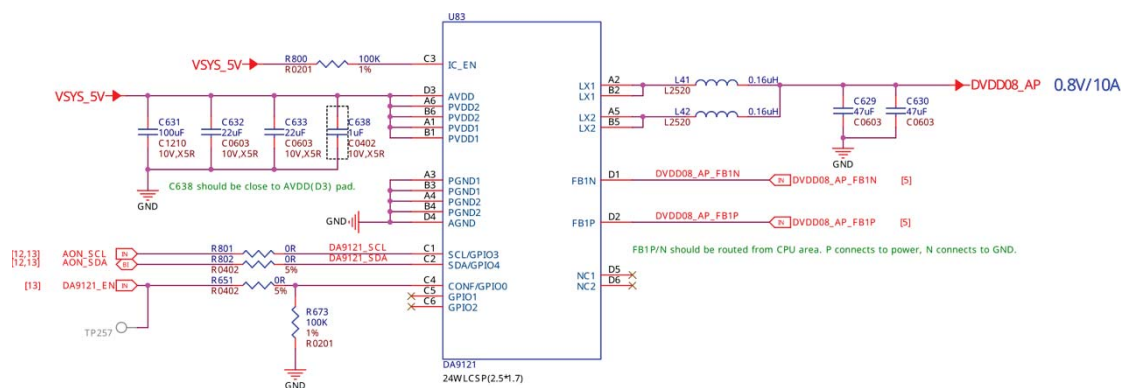 U83
VSYS_5V
R800
R0201
100K
1%
C3
IC_EN
VSYS_5V
D3
A6
B6
A1
B1
AVDD
PVDD2
PVDD2
PVDD1
PVDD1
C631
100uF
C1210
10V,X5R
C632
22uF
C0603
10V,X5R
C633
22uF
C0603
10V,X5R
C638
1uF
C0402
10V,X5R
GND
C638 should be close to AVDD(D3) pad.
A3
B3
A4
B4
D4
PGND1
PGND1
PGND2
PGND2
AGND
GND
[12,13] AON_SCL IN
[12,13] AON_SDA BI
R801 0R DA9121_SCL C1 SCL/GPIO3
R802 0R DA9121_SDA C2 SDA/GPIO4
R0402 5%
[13] DA9121_EN IN
R651 0R C4 CONF/GPIO0
R0402 5%
C5 GPIO1
C6 GPIO2
TP257
R673
100K
1%
R0201
GND
DA9121
24WLCSP(2.5*1.7)
LX1 A2
LX1 B2
LX2 A5
LX2 B5
L41 0.16uH
L2520
L42 0.16uH
L2520
C629
47uF
C0603
C630
47uF
C0603
GND
DVDD08_AP 0.8V/10A
FB1N D1 DVDD08_AP_FB1N IN DVDD08_AP_FB1N [5]
FB1P D2 DVDD08_AP_FB1P IN DVDD08_AP_FB1P [5]
FB1P/N should be routed from CPU area. P connects to power, N connects to GND.
NC1 D5
NC2 D6